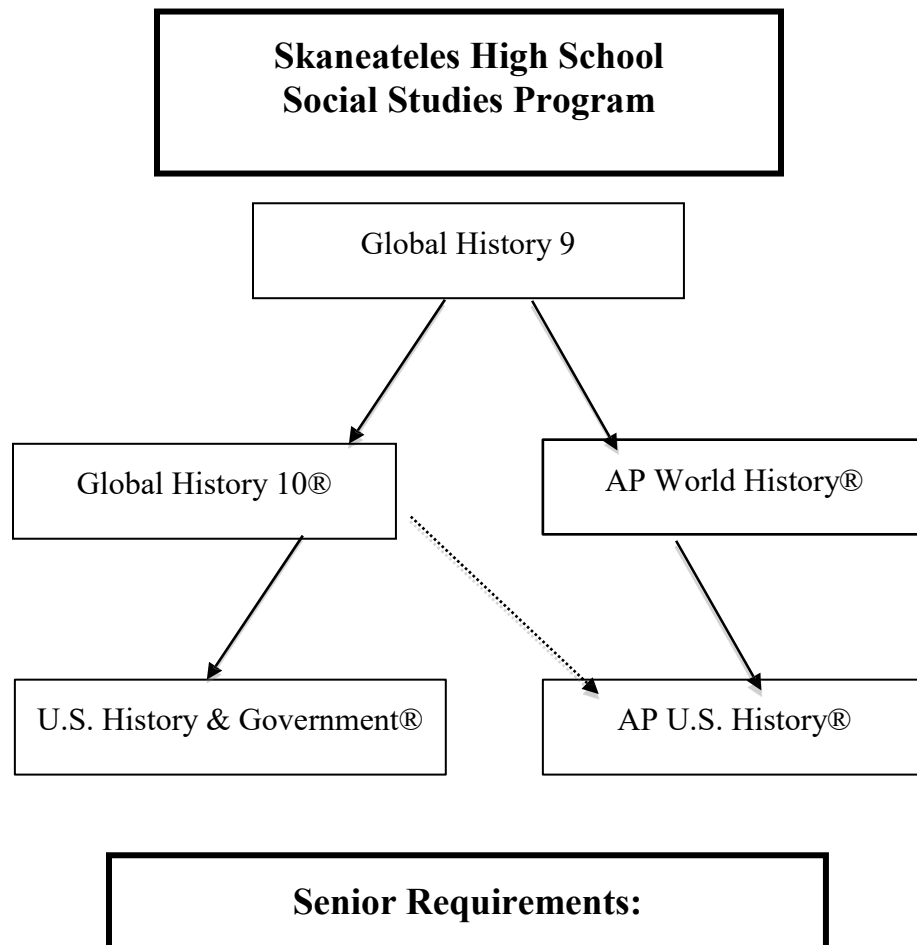 Skaneateles High School
Social Studies Program
Global History 9
Global History 10®
AP World History®
U.S. History & Government®
AP U.S. History®
Senior Requirements: